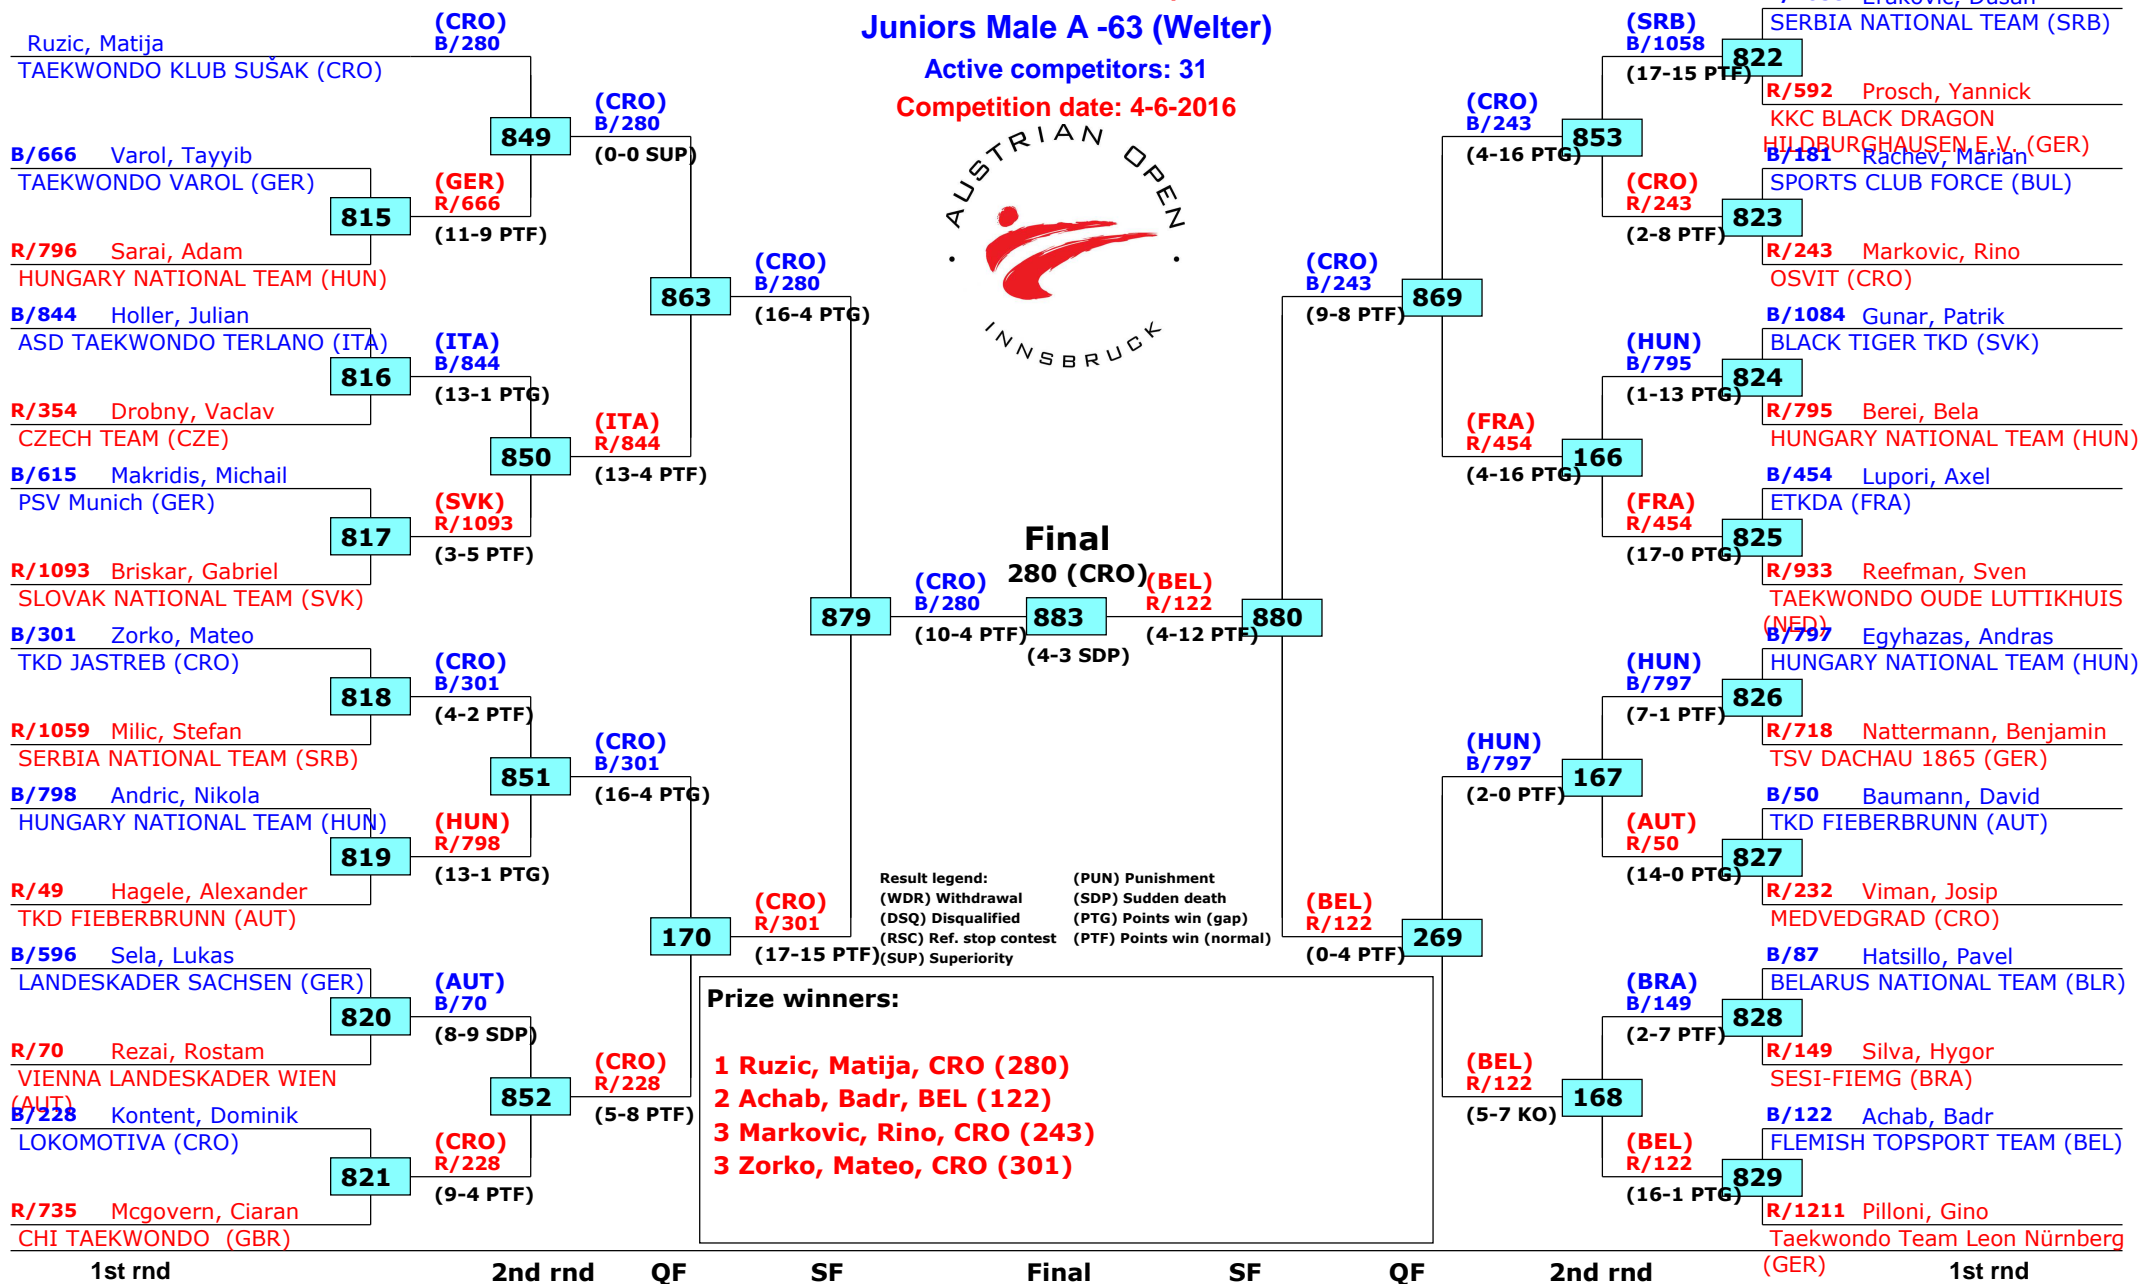 Juniors Male A -63 (Welter)
Active competitors: 31
Competition date: 4-6-2016
AUSTRIAN OPEN
INNSBRUCK
Ruzic, Matija
TAEKWONDO KLUB SUŠAK (CRO)
B/666 Varol, Tayyib
TAEKWONDO VAROL (GER)
815
R/796 Sarai, Adam
HUNGARY NATIONAL TEAM (HUN)
B/844 Holler, Julian
ASD TAEKWONDO TERLANO (ITA)
816
R/354 Drobny, Vaclav
CZECH TEAM (CZE)
B/615 Makridis, Michail
PSV Munich (GER)
817
R/1093 Briskar, Gabriel
SLOVAK NATIONAL TEAM (SVK)
B/301 Zorko, Mateo
TKD JASTREB (CRO)
818
R/1059 Milic, Stefan
SERBIA NATIONAL TEAM (SRB)
B/798 Andric, Nikola
HUNGARY NATIONAL TEAM (HUN)
819
R/49 Hagele, Alexander
TKD FIEBERBRUNN (AUT)
B/596 Sela, Lukas
LANDESKADER SACHSEN (GER)
820
R/70 Rezai, Rostam
VIENNA LANDESKADER WIEN
(AUT)
B/228 Kontent, Dominik
LOKOMOTIVA (CRO)
821
R/735 Mcgovern, Ciaran
CHI TAEKWONDO (GBR)
(CRO)
B/280
849
(GER)
R/666
(11-9 PTF)
(ITA)
B/844
(13-1 PTG)
850
(SVK)
R/1093
(3-5 PTF)
(CRO)
B/301
(4-2 PTF)
851
(HUN)
R/798
(13-1 PTG)
(AUT)
B/70
(8-9 SDP)
852
(CRO)
R/228
(9-4 PTF)
(CRO)
B/280
(0-0 SUP)
863
(ITA)
R/844
(13-4 PTF)
(CRO)
B/301
(16-4 PTG)
170
(CRO)
R/228
(5-8 PTF)
(CRO)
B/280
(16-4 PTG)
879
(CRO)
R/301
(17-15 PTF)
(CRO)
B/280
(10-4 PTF)
Final
280 (CRO)
883
(4-3 SDP)
(BEL)
R/122
(4-12 PTF)
880
(CRO)
B/243
(9-8 PTF)
869
(BEL)
R/122
(0-4 PTF)
269
(CRO)
B/243
(4-16 PTG)
853
(FRA)
R/454
(4-16 PTG)
166
(HUN)
B/797
(2-0 PTF)
167
(BEL)
R/122
(5-7 KO)
168
(SRB)
B/1058
(17-15 PTF)
822
(CRO)
R/243
(2-8 PTF)
823
(HUN)
B/795
(1-13 PTG)
824
(FRA)
R/454
(17-0 PTG)
825
(HUN)
B/797
(7-1 PTF)
826
(AUT)
R/50
(14-0 PTG)
827
(BRA)
B/149
(2-7 PTF)
828
(BEL)
R/122
(16-1 PTG)
829
SERBIA NATIONAL TEAM (SRB)
R/592 Prosch, Yannick
KKC BLACK DRAGON
HILDBURGHAUSEN E.V. (GER)
B/181 Rachev, Marian
SPORTS CLUB FORCE (BUL)
R/243 Markovic, Rino
OSVIT (CRO)
B/1084 Gunar, Patrik
BLACK TIGER TKD (SVK)
R/795 Berei, Bela
HUNGARY NATIONAL TEAM (HUN)
B/454 Lupori, Axel
ETKDA (FRA)
R/933 Reefman, Sven
TAEKWONDO OUDE LUTTIKHUIS
(NED)
B/797 Egyhazas, Andras
HUNGARY NATIONAL TEAM (HUN)
R/718 Nattermann, Benjamin
TSV DACHAU 1865 (GER)
B/50 Baumann, David
TKD FIEBERBRUNN (AUT)
R/232 Viman, Josip
MEDVEDGRAD (CRO)
B/87 Hatsillo, Pavel
BELARUS NATIONAL TEAM (BLR)
R/149 Silva, Hygor
SESI-FIEMG (BRA)
B/122 Achab, Badr
FLEMISH TOPSPORT TEAM (BEL)
R/1211 Pilloni, Gino
Taekwondo Team Leon Nürnberg
(GER)
Result legend: (PUN) Punishment
(WDR) Withdrawal (SDP) Sudden death
(DSQ) Disqualified (PTG) Points win (gap)
(RSC) Ref. stop contest (PTF) Points win (normal)
(SUP) Superiority
Prize winners:
1 Ruzic, Matija, CRO (280)
2 Achab, Badr, BEL (122)
3 Markovic, Rino, CRO (243)
3 Zorko, Mateo, CRO (301)
1st rnd 2nd rnd QF SF Final SF QF 2nd rnd 1st rnd